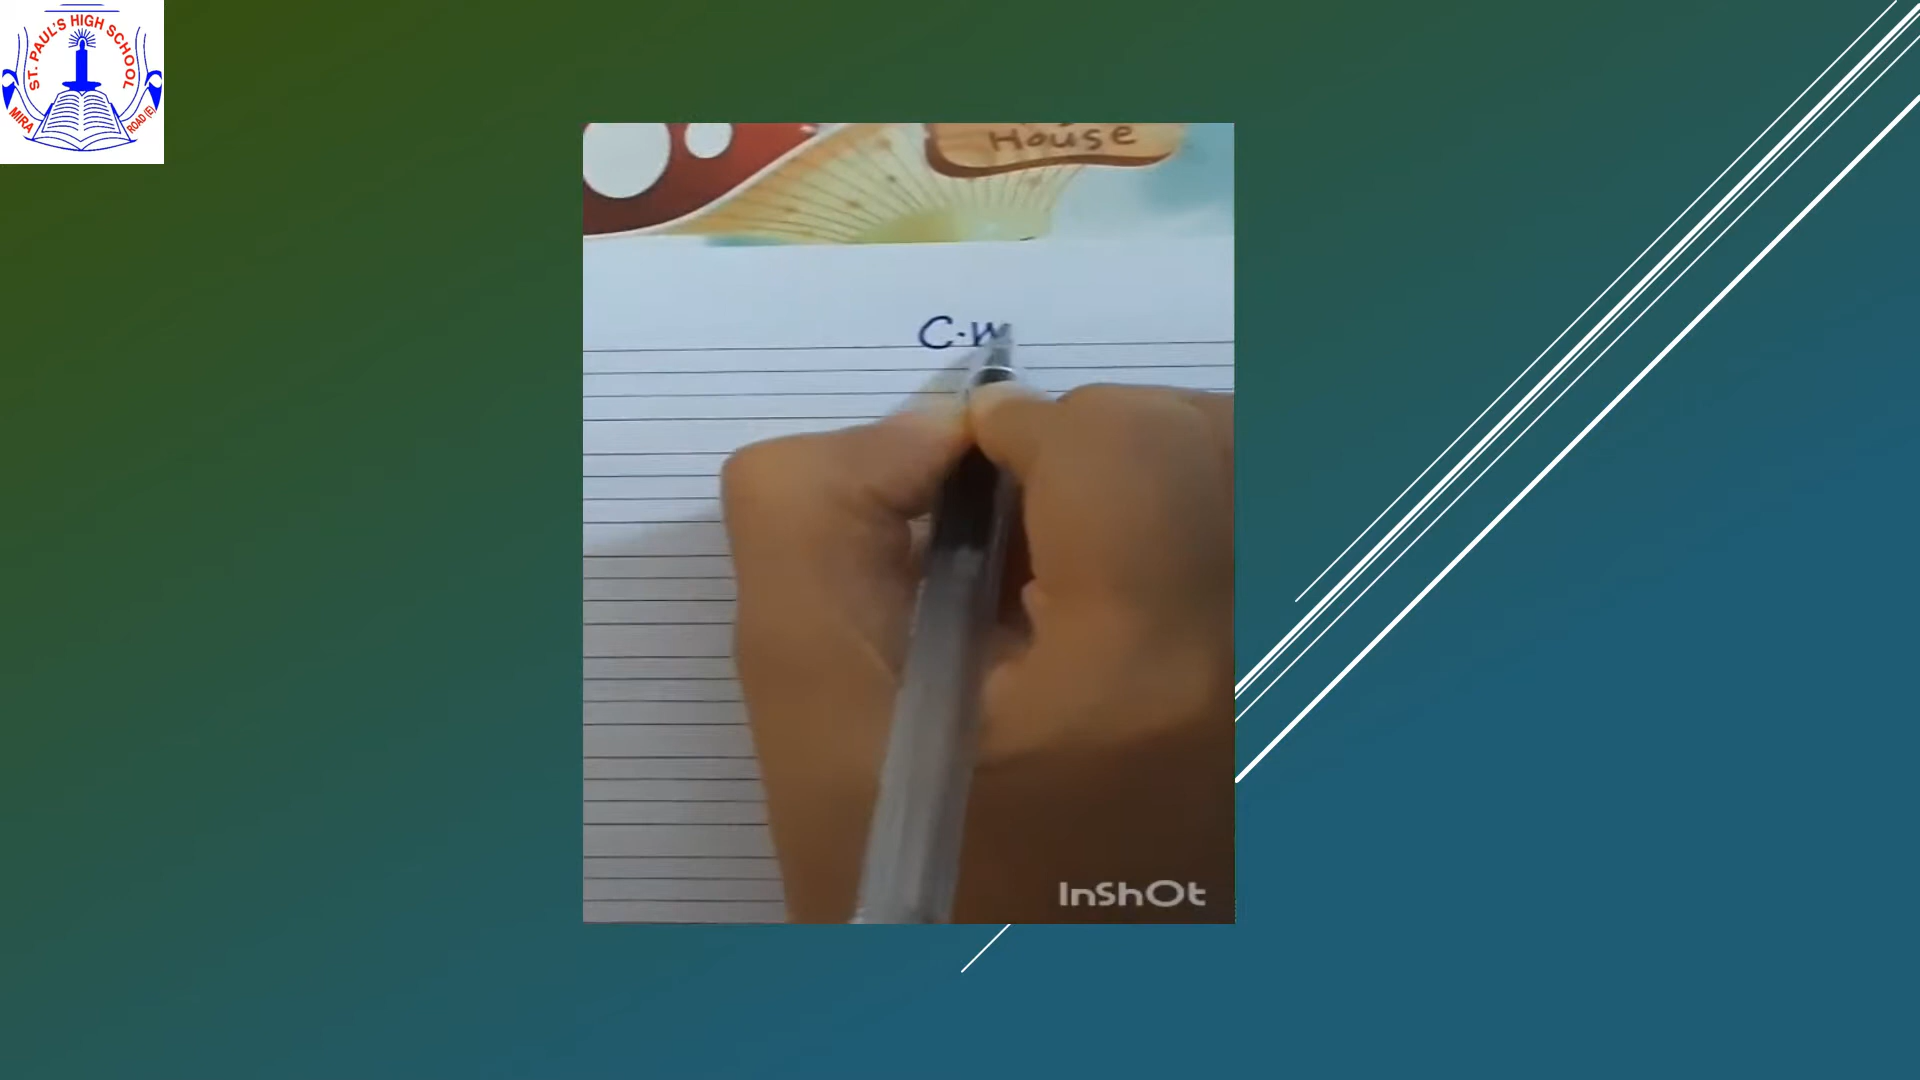 ST. PAUL'S HIGH SCHOOL
MIRA ROAD (E)
House
C.W
InShOt